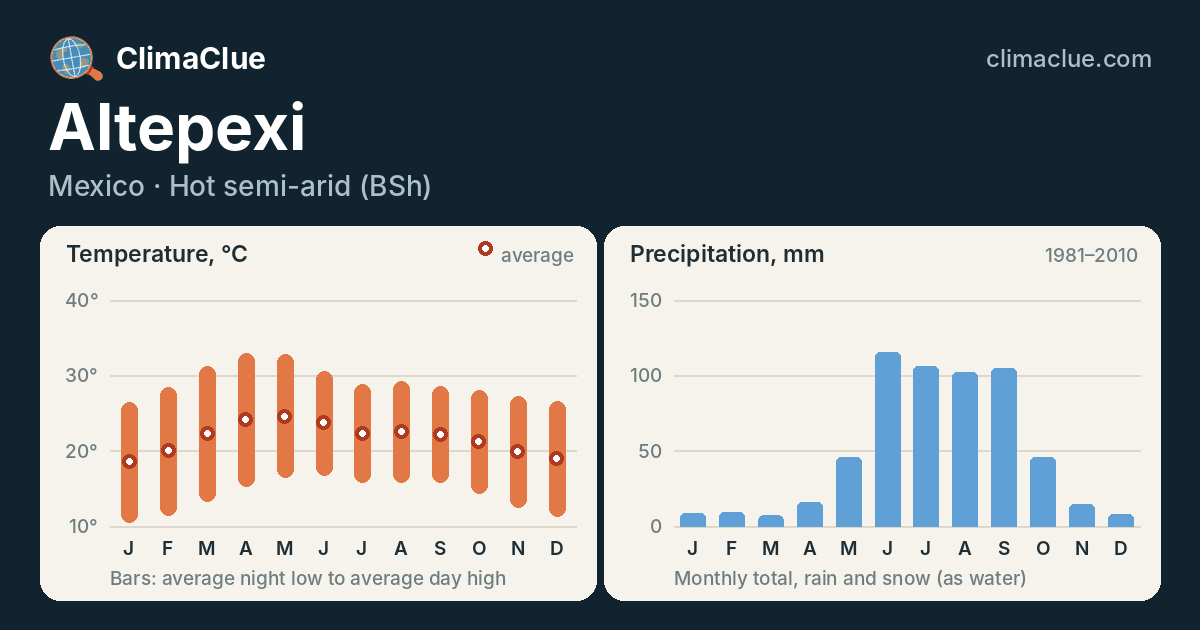 ClimaClue
climaclue.com
Altepexi
Mexico · Hot semi-arid (BSh)
Temperature, °C
average
40°
30°
20°
10°
J F M A M J J A S O N D
Bars: average night low to average day high
Precipitation, mm
1981–2010
150
100
50
0
J F M A M J J A S O N D
Monthly total, rain and snow (as water)